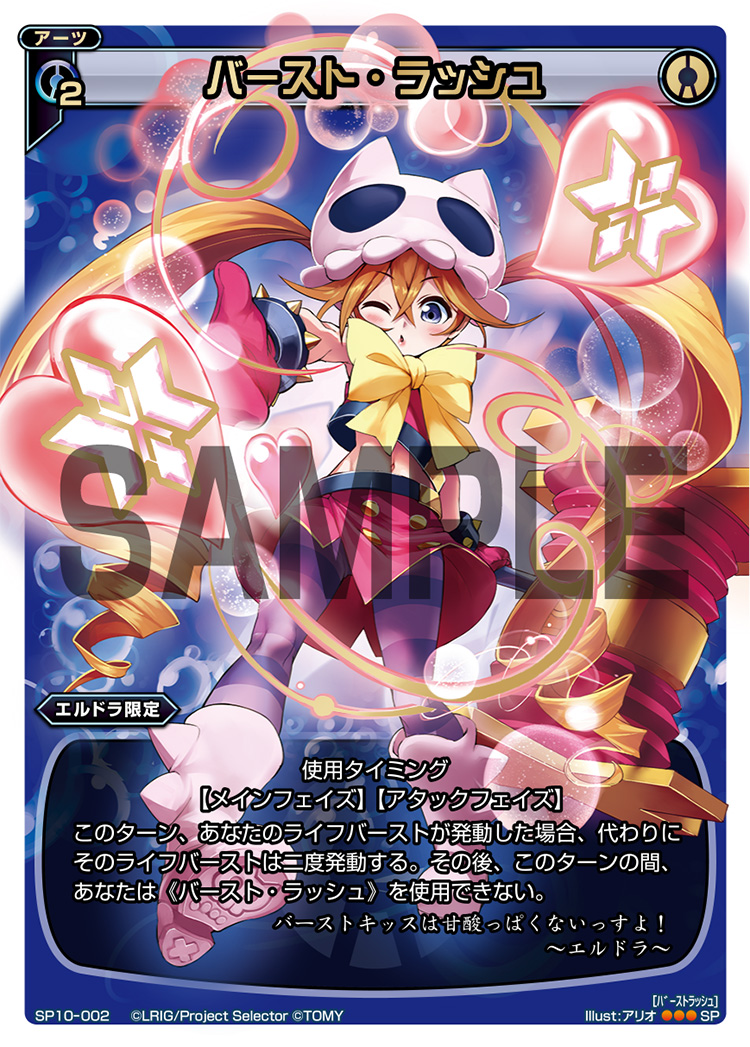 アーツ
バースト・ラッシュ
2
SAMPLE
エルドラ限定
使用タイミング
【メインフェイズ】【アタックフェイズ】
このターン、あなたのライフバーストが発動した場合、代わりに
そのライフバーストは二度発動する。その後、このターンの間、
あなたは《バースト・ラッシュ》を使用できない。
バーストキッスは甘酸っぱくないっすよ！
～エルドラ～
[ﾊﾞｰｽﾄﾗｯｼｭ]
SP10-002 ©LRIG/Project Selector ©TOMY Illust:アリオ SP